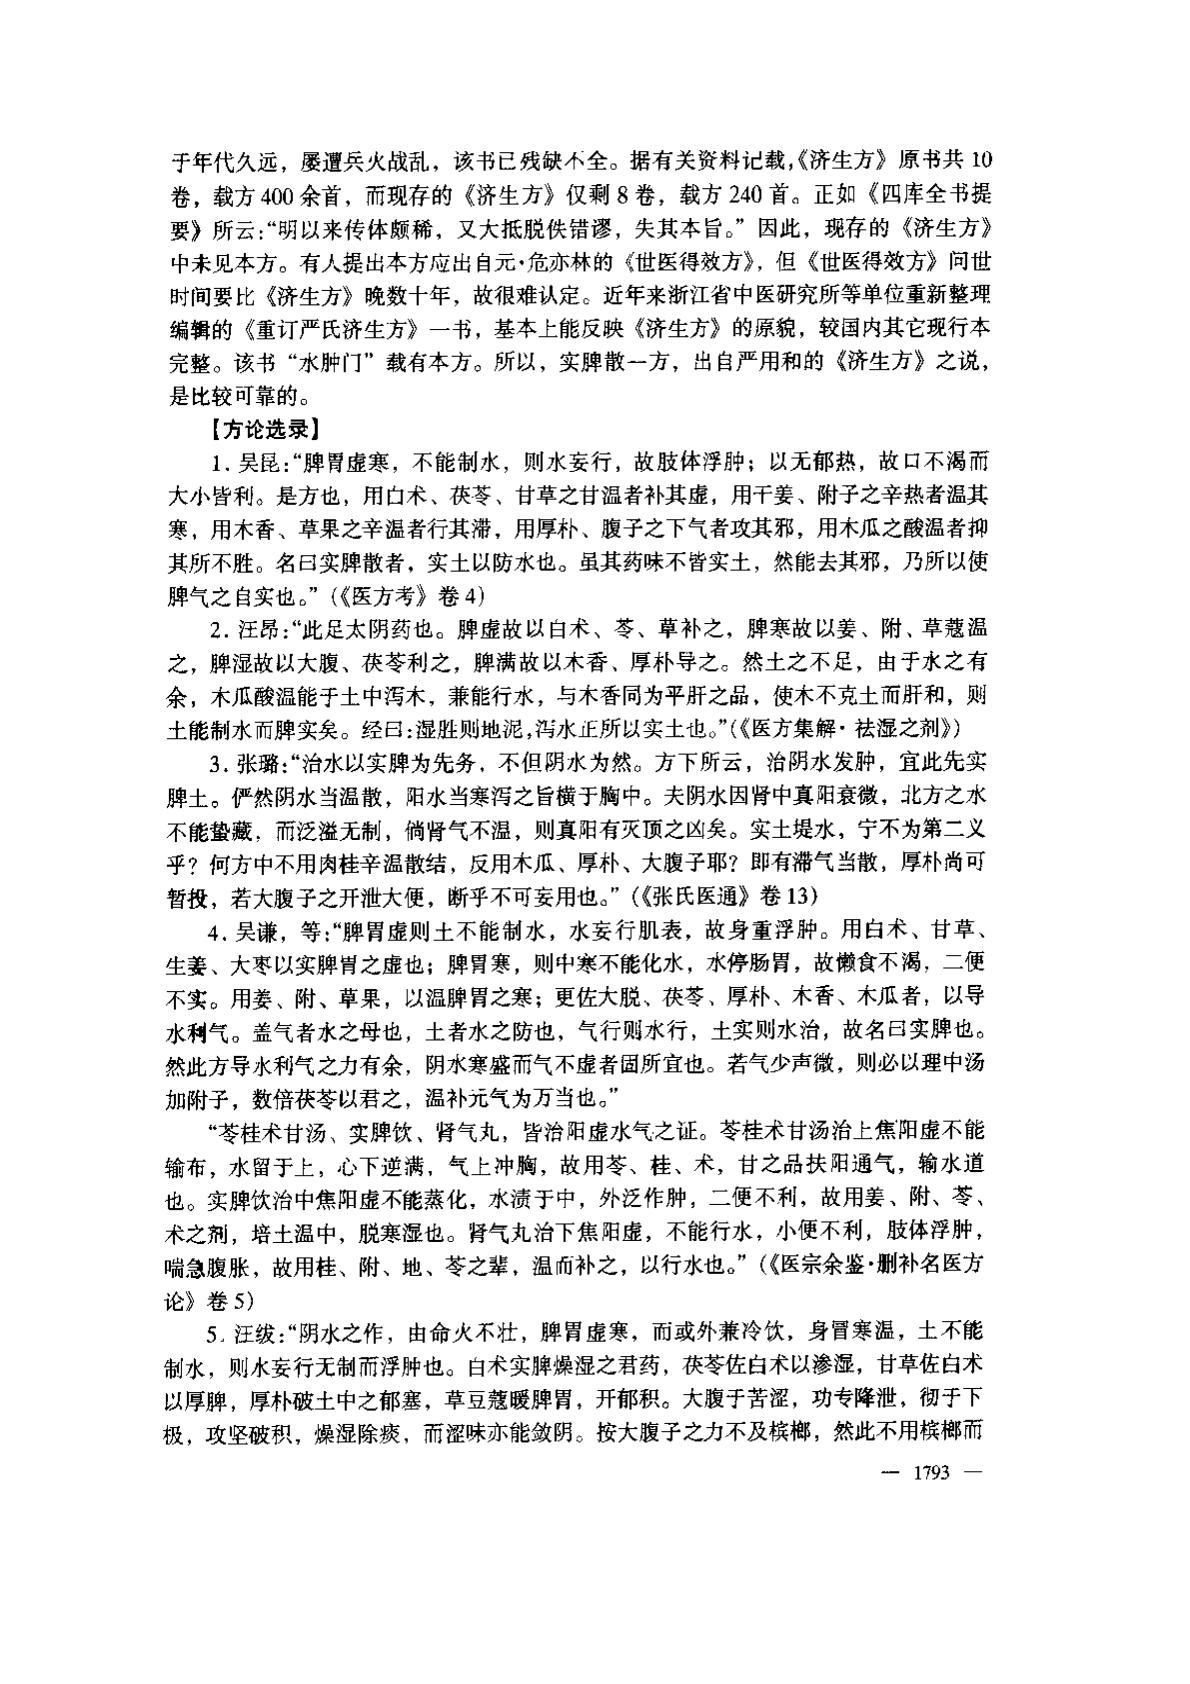 于年代久远，屡遭兵火战乱，该书已残缺不全。据有关资料记载，《济生方》原书共 10
卷，载方 400 余首，而现存的《济生方》仅剩 8 卷，载方 240 首。正如《四库全书提
要》所云：“明以来传体颇稀，又大抵脱佚错谬，失其本旨。”因此，现存的《济生方》
中未见本方。有人提出本方应出自元·危亦林的《世医得效方》，但《世医得效方》问世
时间要比《济生方》晚数十年，故很难认定。近年来浙江省中医研究所等单位重新整理
编辑的《重订严氏济生方》一书，基本上能反映《济生方》的原貌，较国内其它现行本
完整。该书“水肿门”载有本方。所以，实脾散一方，出自严用和的《济生方》之说，
是比较可靠的。
【方论选录】
1. 吴昆：“脾胃虚寒，不能制水，则水妄行，故肢体浮肿；以无郁热，故口不渴而
大小皆利。是方也，用白术、茯苓、甘草之甘温者补其虚，用干姜、附子之辛热者温其
寒，用木香、草果之辛温者行其滞，用厚朴、腹子之下气者攻其邪，用木瓜之酸温者抑
其所不胜。名曰实脾散者，实土以防水也。虽其药味不皆实土，然能去其邪，乃所以使
脾气之自实也。”（《医方考》卷 4）
2. 汪昂：“此足太阴药也。脾虚故以白术、苓、草补之，脾寒故以姜、附、草蔻温
之，脾湿故以大腹、茯苓利之，脾满故以木香、厚朴导之。然土之不足，由于水之有
余，木瓜酸温能于土中泻木，兼能行水，与木香同为平肝之品，使木不克土而肝和，则
土能制水而脾实矣。经曰：湿胜则地泥，泻水正所以实土也。”（《医方集解·祛湿之剂》）
3. 张璐：“治水以实脾为先务，不但阴水为然。方下所云，治阴水发肿，宜此先实
脾土。俨然阴水当温散，阳水当寒泻之旨横于胸中。夫阴水因肾中真阳衰微，北方之水
不能蛰藏，而泛溢无制，倘肾气不温，则真阳有灭顶之凶矣。实土堤水，宁不为第二义
乎？何方中不用肉桂辛温散结，反用木瓜、厚朴、大腹子耶？即有滞气当散，厚朴尚可
暂投，若大腹子之开泄大便，断乎不可妄用也。”（《张氏医通》卷 13）
4. 吴谦，等：“脾胃虚则土不能制水，水妄行肌表，故身重浮肿。用白术、甘草、
生姜、大枣以实脾胃之虚也；脾胃寒，则中寒不能化水，水停肠胃，故懒食不渴，二便
不实。用姜、附、草果，以温脾胃之寒；更佐大脱、茯苓、厚朴、木香、木瓜者，以导
水利气。盖气者水之母也，土者水之防也，气行则水行，土实则水治，故名曰实脾也。
然此方导水利气之力有余，阴水寒盛而气不虚者固所宜也。若气少声微，则必以理中汤
加附子，数倍茯苓以君之，温补元气为万当也。”
“苓桂术甘汤、实脾饮、肾气丸，皆治阳虚水气之证。苓桂术甘汤治上焦阳虚不能
输布，水留于上，心下逆满，气上冲胸，故用苓、桂、术，甘之品扶阳通气，输水道
也。实脾饮治中焦阳虚不能蒸化，水渍于中，外泛作肿，二便不利，故用姜、附、苓、
术之剂，培土温中，脱寒湿也。肾气丸治下焦阳虚，不能行水，小便不利，肢体浮肿，
喘急腹胀，故用桂、附、地、苓之辈，温而补之，以行水也。”（《医宗余鉴·删补名医方
论》卷 5）
5. 汪绂：“阴水之作，由命火不壮，脾胃虚寒，而或外兼冷饮，身冒寒温，土不能
制水，则水妄行无制而浮肿也。白术实脾燥湿之君药，茯苓佐白术以渗湿，甘草佐白术
以厚脾，厚朴破土中之郁塞，草豆蔻暖脾胃，开郁积。大腹于苦涩，功专降泄，彻于下
极，攻坚破积，燥湿除痰，而涩味亦能敛阴。按大腹子之力不及槟榔，然此不用槟榔而
— 1793 —